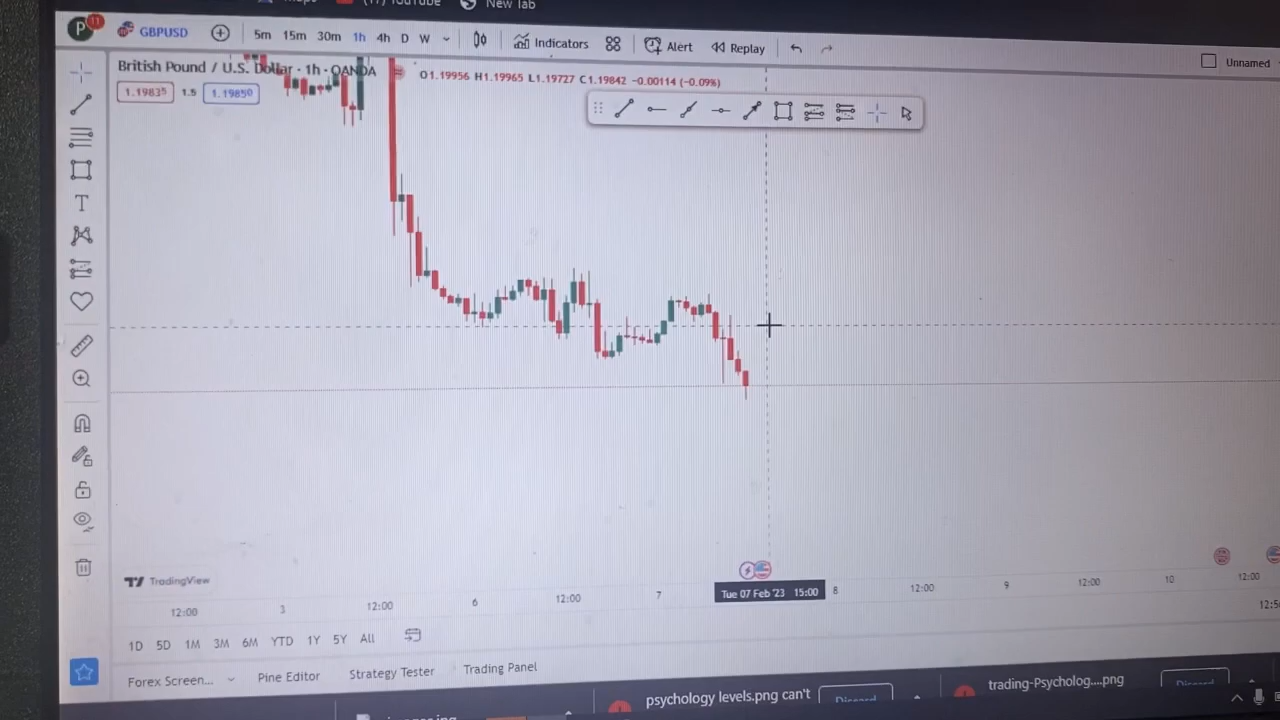 (17) YouTube
New Tab
P
11
GBPUSD
5m 15m 30m 1h 4h D W
Indicators
Alert
Replay
Unnamed
British Pound / U.S. Dollar · 1h · OANDA
O1.19956 H1.19965 L1.19727 C1.19842 −0.00114 (−0.09%)
1.19835 1.5 1.19850
T
TradingView
Tue 07 Feb '23 15:00
12:00 3 12:00 6 12:00 7 8 12:00 9 12:00 10 12:00
1D 5D 1M 3M 6M YTD 1Y 5Y All
Forex Screen... Pine Editor Strategy Tester Trading Panel
psychology levels.png can't
trading-Psycholog....png